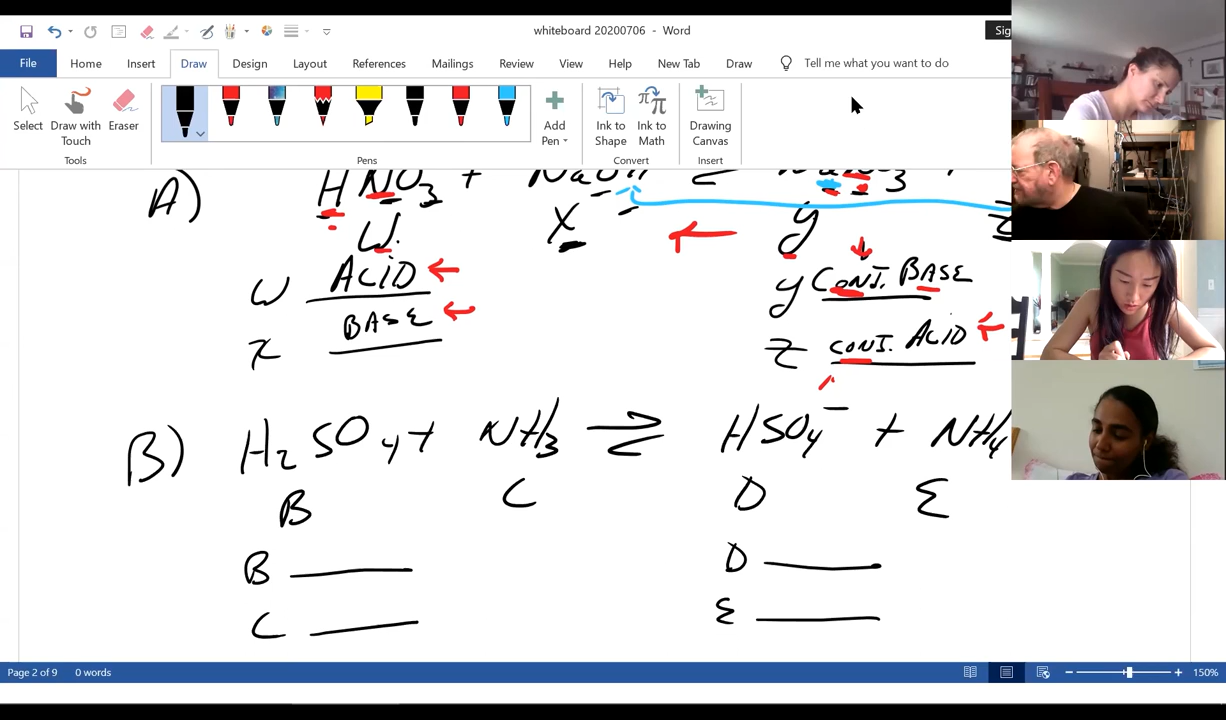 whiteboard 20200706 - Word
File Home Insert Draw Design Layout References Mailings Review View Help New Tab Draw Tell me what you want to do
Select Draw with Touch Eraser Add Pen Ink to Shape Ink to Math Drawing Canvas
Tools Pens Convert Insert
A) HNO3 + NaOH ⇌ NaNO3
W. X y Z
W ACID y CONJ. BASE
X BASE Z CONJ. ACID
B) H2SO4 + NH3 ⇌ HSO4⁻ + NH4
B C D E
B D
C E
Page 2 of 9 0 words 150%